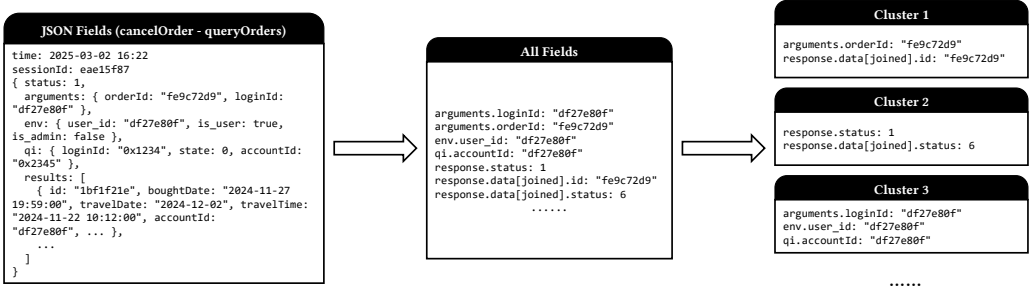 JSON Fields (cancelOrder - queryOrders)
time: 2025-03-02 16:22
sessionId: eae15f87
{ status: 1,
arguments: { orderId: "fe9c72d9", loginId:
"df27e80f" },
env: { user_id: "df27e80f", is_user: true,
is_admin: false },
qi: { loginId: "0x1234", state: 0, accountId:
"0x2345" },
results: [
{ id: "1bf1f21e", boughtDate: "2024-11-27
19:59:00", travelDate: "2024-12-02", travelTime:
"2024-11-22 10:12:00", accountId:
"df27e80f", ... },
...
]
}
All Fields
arguments.loginId: "df27e80f"
arguments.orderId: "fe9c72d9"
env.user_id: "df27e80f"
qi.accountId: "df27e80f"
response.status: 1
response.data[joined].id: "fe9c72d9"
response.data[joined].status: 6
......
Cluster 1
arguments.orderId: "fe9c72d9"
response.data[joined].id: "fe9c72d9"
Cluster 2
response.status: 1
response.data[joined].status: 6
Cluster 3
arguments.loginId: "df27e80f"
env.user_id: "df27e80f"
qi.accountId: "df27e80f"
......